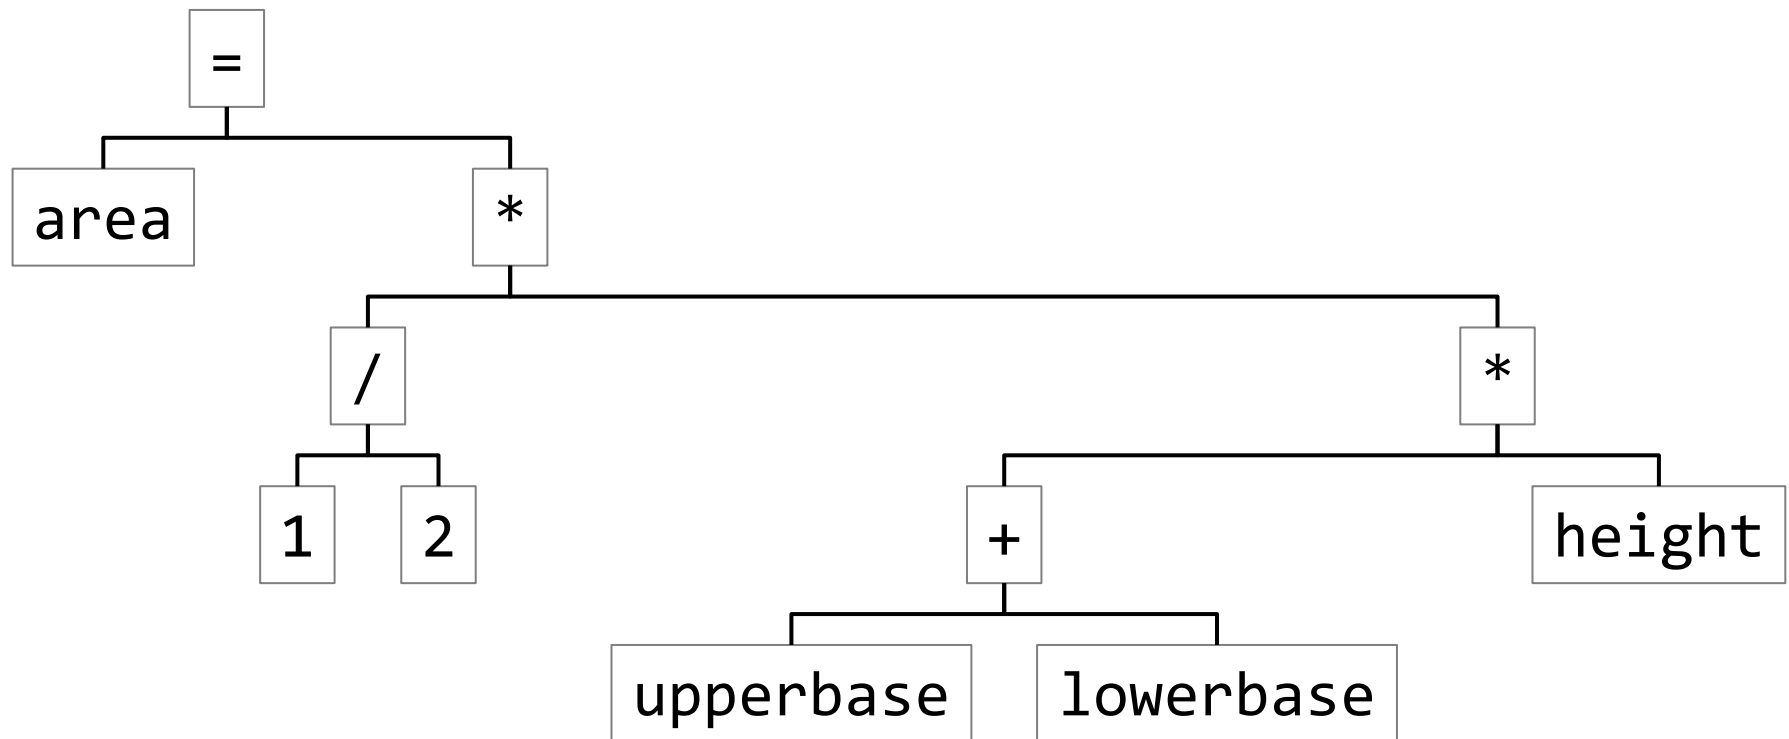 =
area *
/ *
1 2 + height
upperbase lowerbase